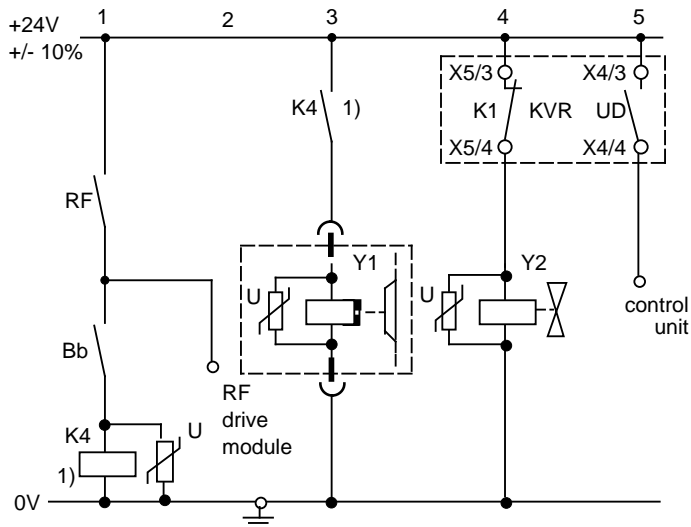 +24V
+/- 10%
1
2
3
4
5
X5/3
X4/3
K4
1)
K1
KVR
UD
X5/4
X4/4
RF
Y1
Y2
U
U
control
unit
Bb
RF
drive
module
K4
1)
U
0V